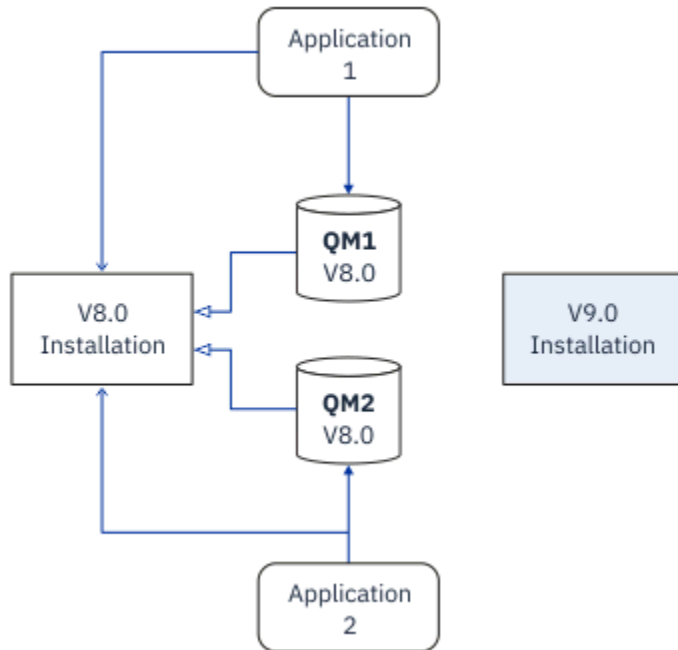 Application
1
QM1
V8.0
V8.0
Installation
V9.0
Installation
QM2
V8.0
Application
2